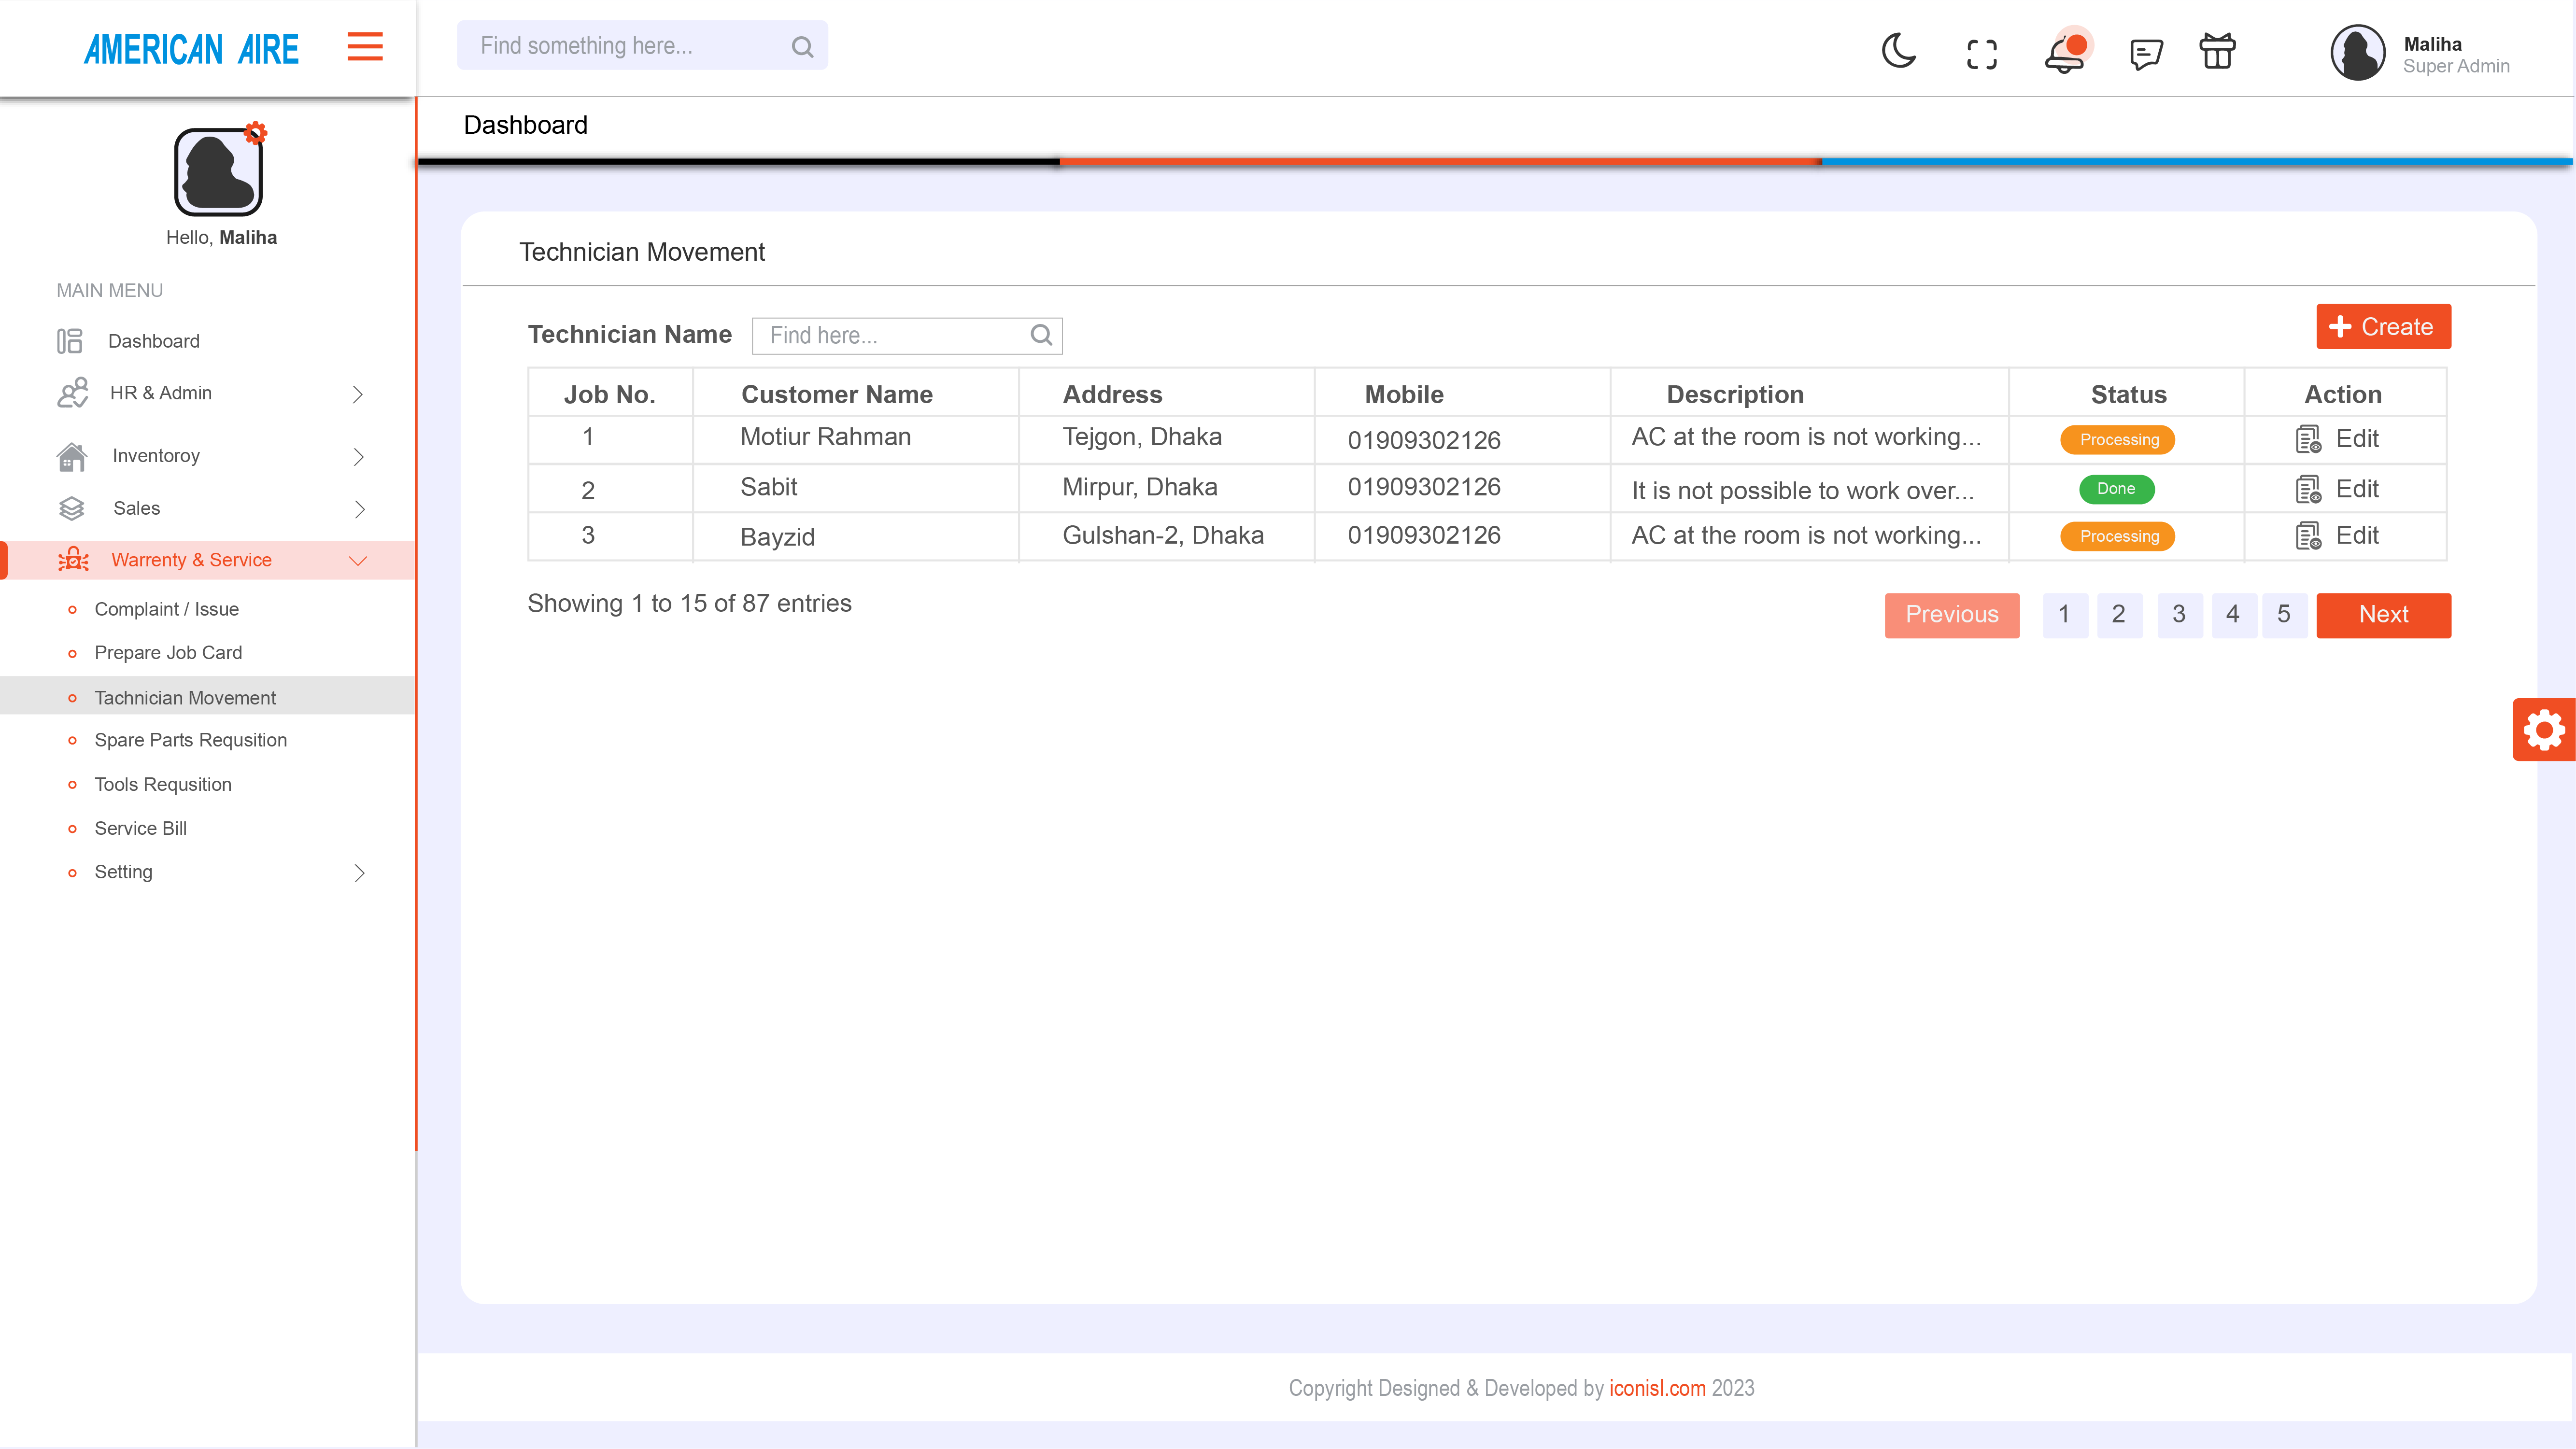 AMERICAN AIRE
Find something here...
Maliha
Super Admin
Dashboard
Hello, Maliha
MAIN MENU
Dashboard
HR & Admin
Inventoroy
Sales
Warrenty & Service
Complaint / Issue
Prepare Job Card
Tachnician Movement
Spare Parts Requsition
Tools Requsition
Service Bill
Setting
Technician Movement
Technician Name Find here... Create
Job No. Customer Name Address Mobile Description Status Action
1 Motiur Rahman Tejgon, Dhaka 01909302126 AC at the room is not working... Processing Edit
2 Sabit Mirpur, Dhaka 01909302126 It is not possible to work over... Done Edit
3 Bayzid Gulshan-2, Dhaka 01909302126 AC at the room is not working... Processing Edit
Showing 1 to 15 of 87 entries Previous 1 2 3 4 5 Next
Copyright Designed & Developed by iconisl.com 2023